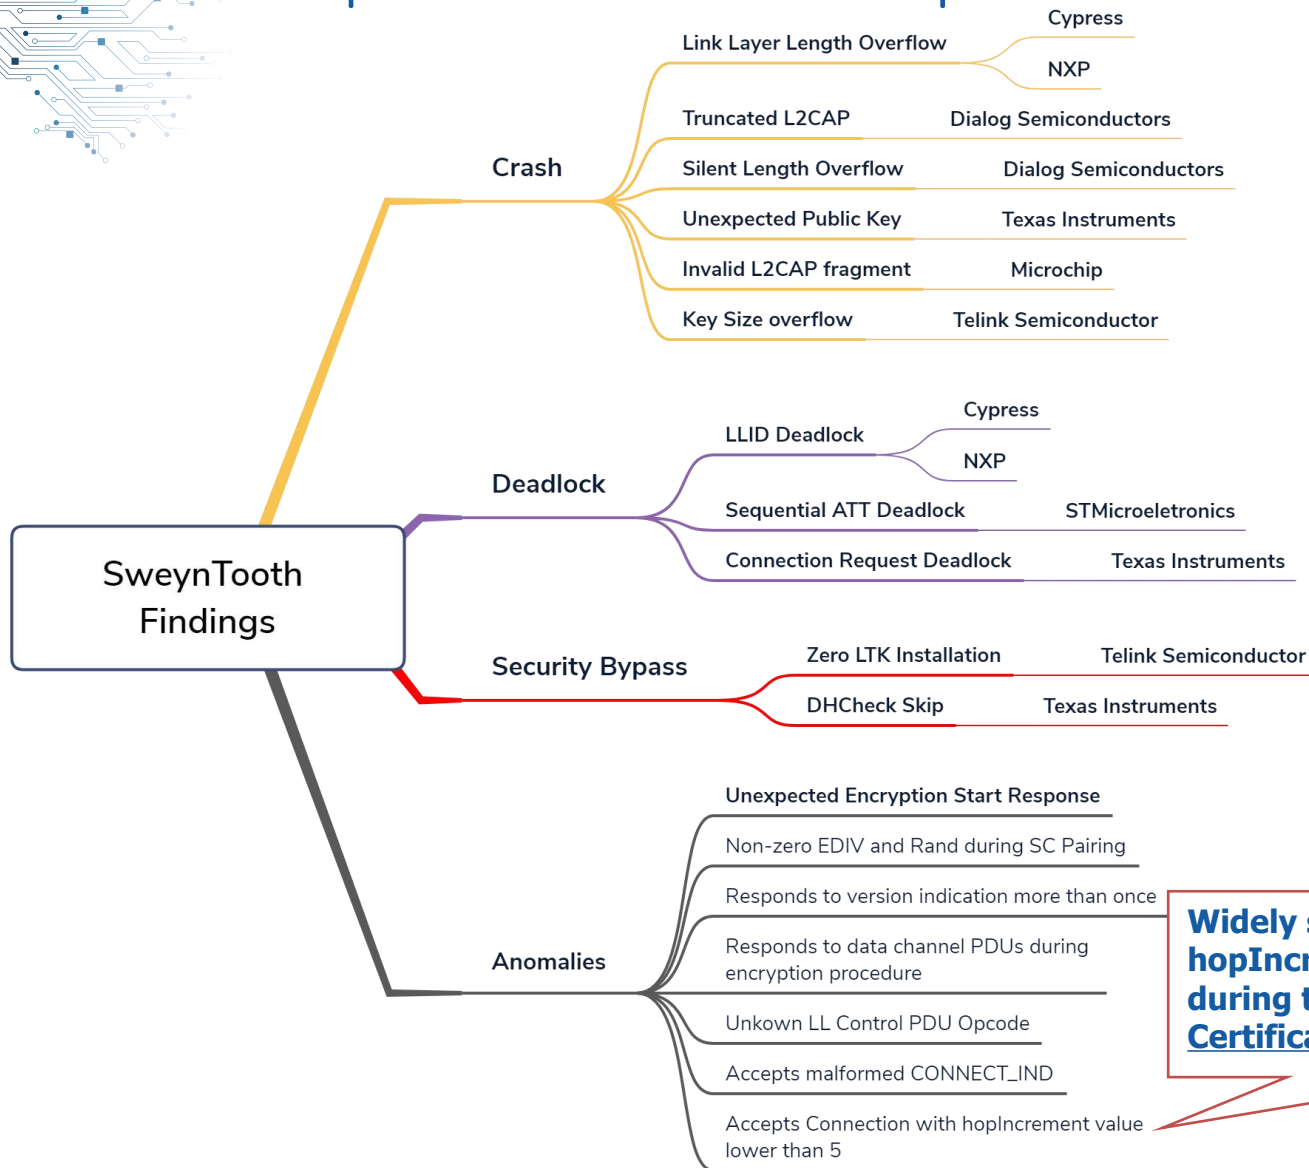 Cypress
Link Layer Length Overflow
NXP
Truncated L2CAP
Dialog Semiconductors
Crash
Silent Length Overflow
Dialog Semiconductors
Unexpected Public Key
Texas Instruments
Invalid L2CAP fragment
Microchip
Key Size overflow
Telink Semiconductor
Cypress
LLID Deadlock
NXP
Deadlock
Sequential ATT Deadlock
STMicroeletronics
Connection Request Deadlock
Texas Instruments
SweynTooth
Findings
Security Bypass
Zero LTK Installation
Telink Semiconductor
DHCheck Skip
Texas Instruments
Unexpected Encryption Start Response
Non-zero EDIV and Rand during SC Pairing
Responds to version indication more than once
Anomalies
Responds to data channel PDUs during
encryption procedure
Unkown LL Control PDU Opcode
Accepts malformed CONNECT_IND
Accepts Connection with hopIncrement value
lower than 5
Widely
during